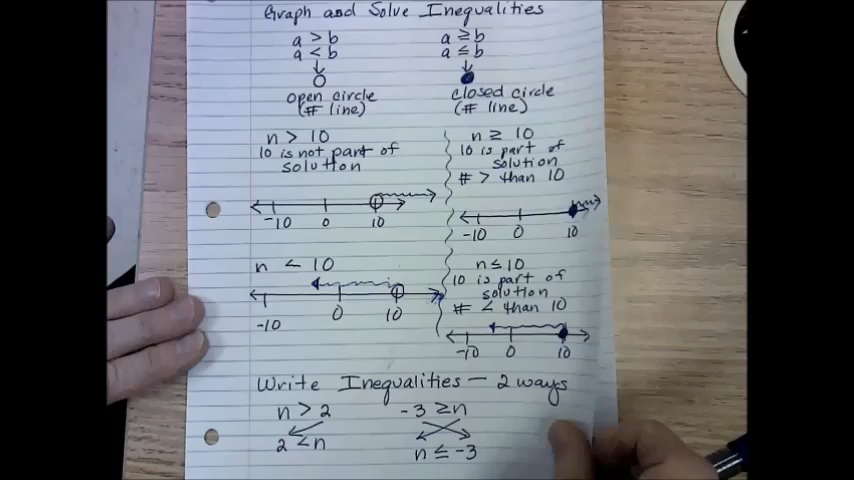 Graph and Solve Inequalities
a > b
a < b
↓
open circle
(# line)
a ≥ b
a ≤ b
↓
closed circle
(# line)
n > 10
10 is not part of
solution
-10 0 10
n < 10
-10 0 10
n ≥ 10
10 is part of
solution
# > than 10
-10 0 10
n ≤ 10
10 is part of
solution
# < than 10
-10 0 10
Write Inequalities — 2 ways
n > 2
2 < n
-3 ≥ n
n ≤ -3